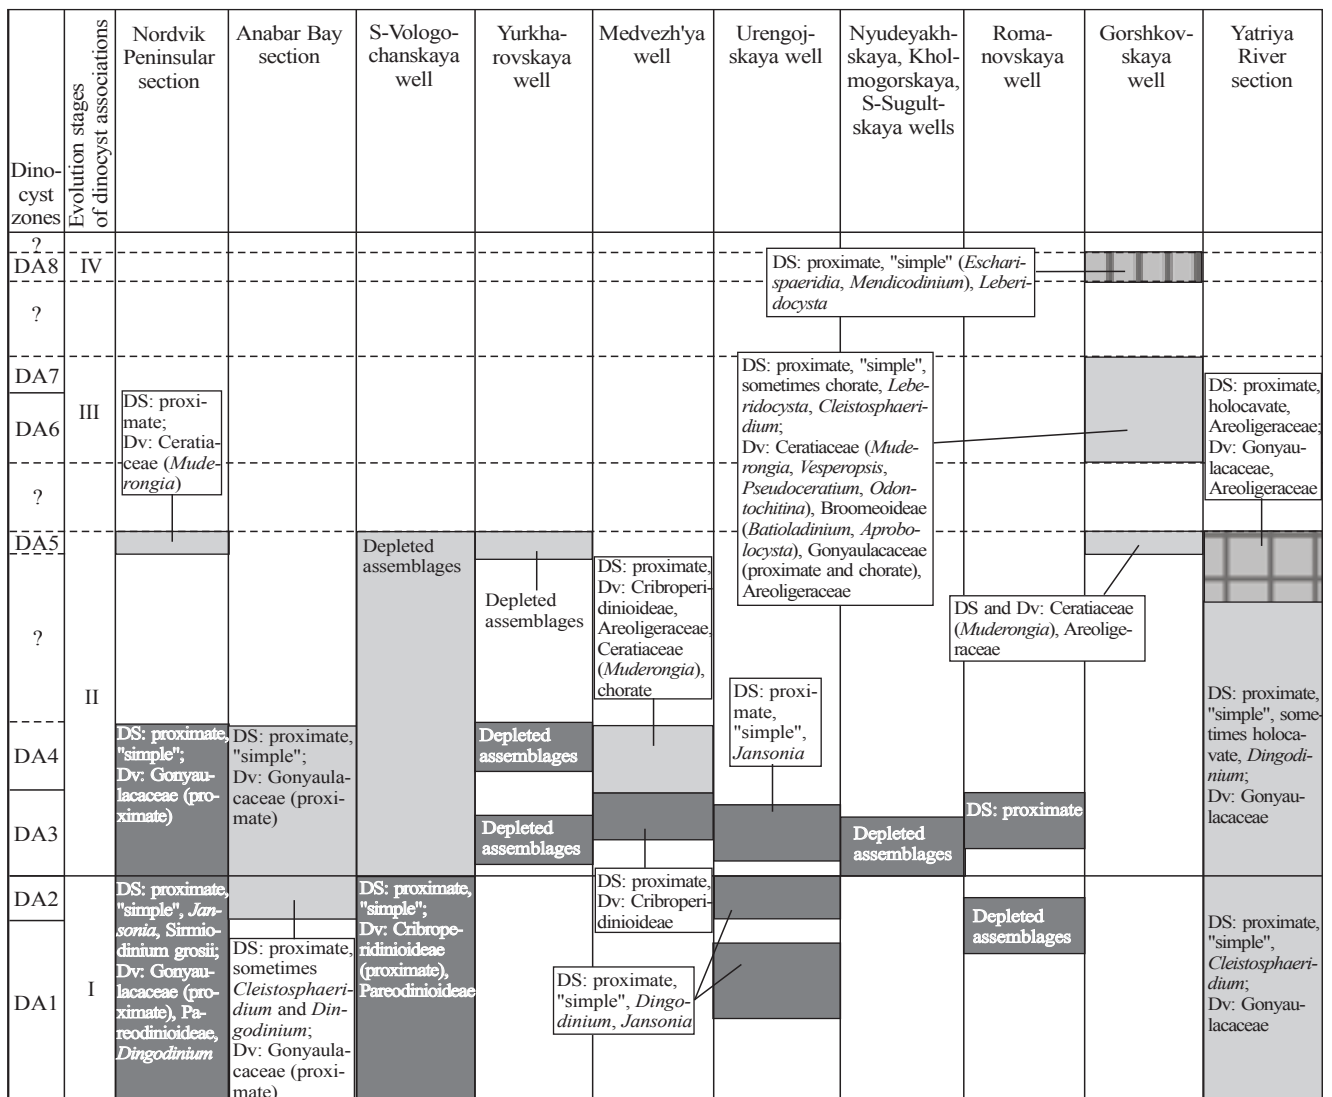 Dino-
cyst
zones
Evolution stages
of dinocyst associations
Nordvik
Peninsular
section
Anabar Bay
section
S-Vologo-
chanskaya
well
Yurkha-
rovskaya
well
Medvezh'ya
well
Urengoj-
skaya well
Nyudeyakh-
skaya, Khol-
mogorskaya,
S-Sugult-
skaya wells
Roma-
novskaya
well
Gorshkov-
skaya
well
Yatriya
River
section
?
DA8
IV
DS: proximate, "simple" (Eschari-
spaeridia, Mendicodinium), Leberi-
docysta
?
DA7
DA6
III
DS: proxi-
mate;
Dv: Ceratia-
ceae (Mude-
rongia)
DS: proximate, "simple",
sometimes chorate, Lebe-
ridocysta, Cleistosphaeri-
dium;
Dv: Ceratiaceae (Mude-
rongia, Vesperopsis,
Pseudoceratium, Odon-
tochitina), Broomeoideae
(Batioladinium, Aprobo-
locysta), Gonyaulacaceae
(proximate and chorate),
Areoligeraceae
DS: proximate,
holocavate,
Areoligeraceae;
Dv: Gonyau-
lacaceae,
Areoligeraceae
?
DA5
Depleted
assemblages
Depleted
assemblages
DS: proximate,
Dv: Cribroperi-
dinioideae,
Areoligeraceae,
Ceratiaceae
(Muderongia),
chorate
DS and Dv: Ceratiaceae
(Muderongia), Areolige-
raceae
?
II
DS: proxi-
mate,
"simple",
Jansonia
DS: proximate,
"simple", some-
times holoca-
vate, Dingodi-
nium;
Dv: Gonyau-
lacaceae
DA4
DS: proximate,
"simple";
Dv: Gonyau-
lacaceae (pro-
ximate)
DS: proximate,
"simple";
Dv: Gonyaula-
caceae (proxi-
mate)
Depleted
assemblages
DA3
Depleted
assemblages
Depleted
assemblages
DS: proximate
DA2
DA1
I
DS: proximate,
"simple", Jan-
sonia, Sirmio-
dinium grosii;
Dv: Gonyau-
lacaceae (pro-
ximate), Pa-
reodinioideae,
Dingodinium
DS: proximate,
sometimes
Cleistosphaeri-
dium and Din-
godinium;
Dv: Gonyaula-
caceae (proxi-
mate)
DS: proximate,
"simple";
Dv: Cribrope-
ridinioideae
(proximate),
Pareodinioideae
DS: proximate,
Dv: Cribroperi-
dinioideae
DS: proximate,
"simple", Dingo-
dinium, Jansonia
Depleted
assemblages
DS: proximate,
"simple",
Cleistosphaeri-
dium;
Dv: Gonyau-
lacaceae